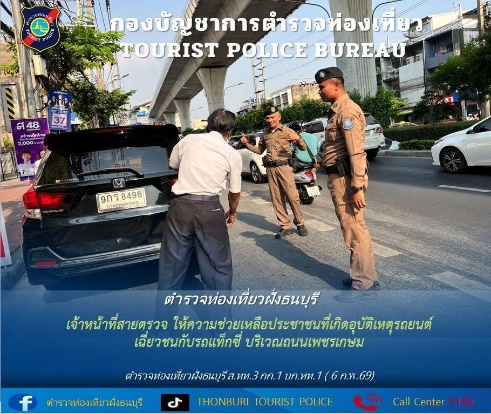 กองบัญชาการตำรวจท่องเที่ยว
TOURIST POLICE BUREAU
37
2,000
9กว 8498
ตำรวจท่องเที่ยวฝั่งธนบุรี
เจ้าหน้าที่สายตรวจ ให้ความช่วยเหลือประชาชนที่เกิดอุบัติเหตุรถยนต์
เฉี่ยวชนกับรถแท็กซี่ บริเวณถนนเพชรเกษม
ตำรวจท่องเที่ยวฝั่งธนบุรี ส.ทท.3 กก.1 บก.ทท.1 ( 6 ก.พ.69)
ตำรวจท่องเที่ยวฝั่งธนบุรี THONBURI TOURIST POLICE Call Center 1155